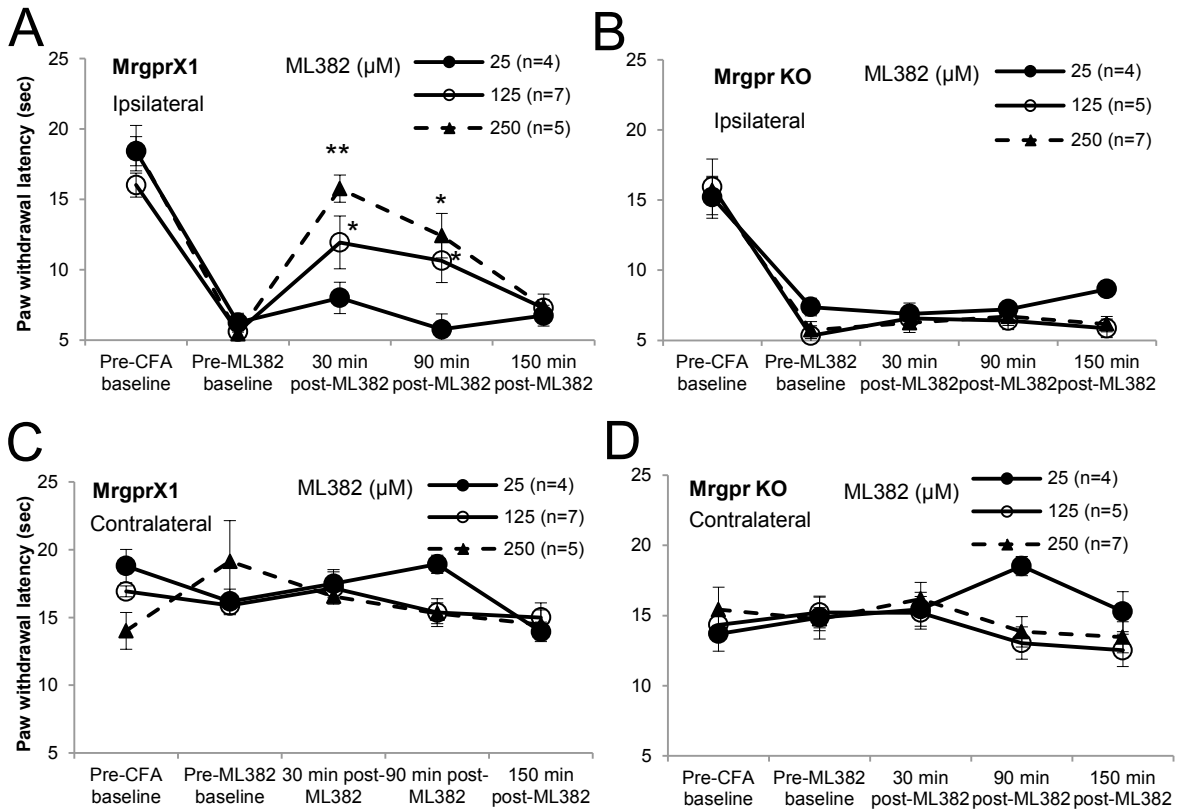 A
MrgprX1
Ipsilateral
ML382 (µM)
25 (n=4)
125 (n=7)
250 (n=5)
Paw withdrawal latency (sec)
25
20
15
10
5
**
*
*
*
Pre-CFA baseline
Pre-ML382 baseline
30 min post-ML382
90 min post-ML382
150 min post-ML382
B
Mrgpr KO
Ipsilateral
ML382 (µM)
25 (n=4)
125 (n=5)
250 (n=7)
25
20
15
10
5
Pre-CFA baseline
Pre-ML382 baseline
30 min post-ML382
90 min post-ML382
150 min post-ML382
C
MrgprX1
Contralateral
ML382 (µM)
25 (n=4)
125 (n=7)
250 (n=5)
Paw withdrawal latency (sec)
25
20
15
10
5
Pre-CFA baseline
Pre-ML382 baseline
30 min post-ML382
90 min post-ML382
150 min post-ML382
D
Mrgpr KO
Contralateral
ML382 (µM)
25 (n=4)
125 (n=5)
250 (n=7)
25
20
15
10
5
Pre-CFA baseline
Pre-ML382 baseline
30 min post-ML382
90 min post-ML382
150 min post-ML382